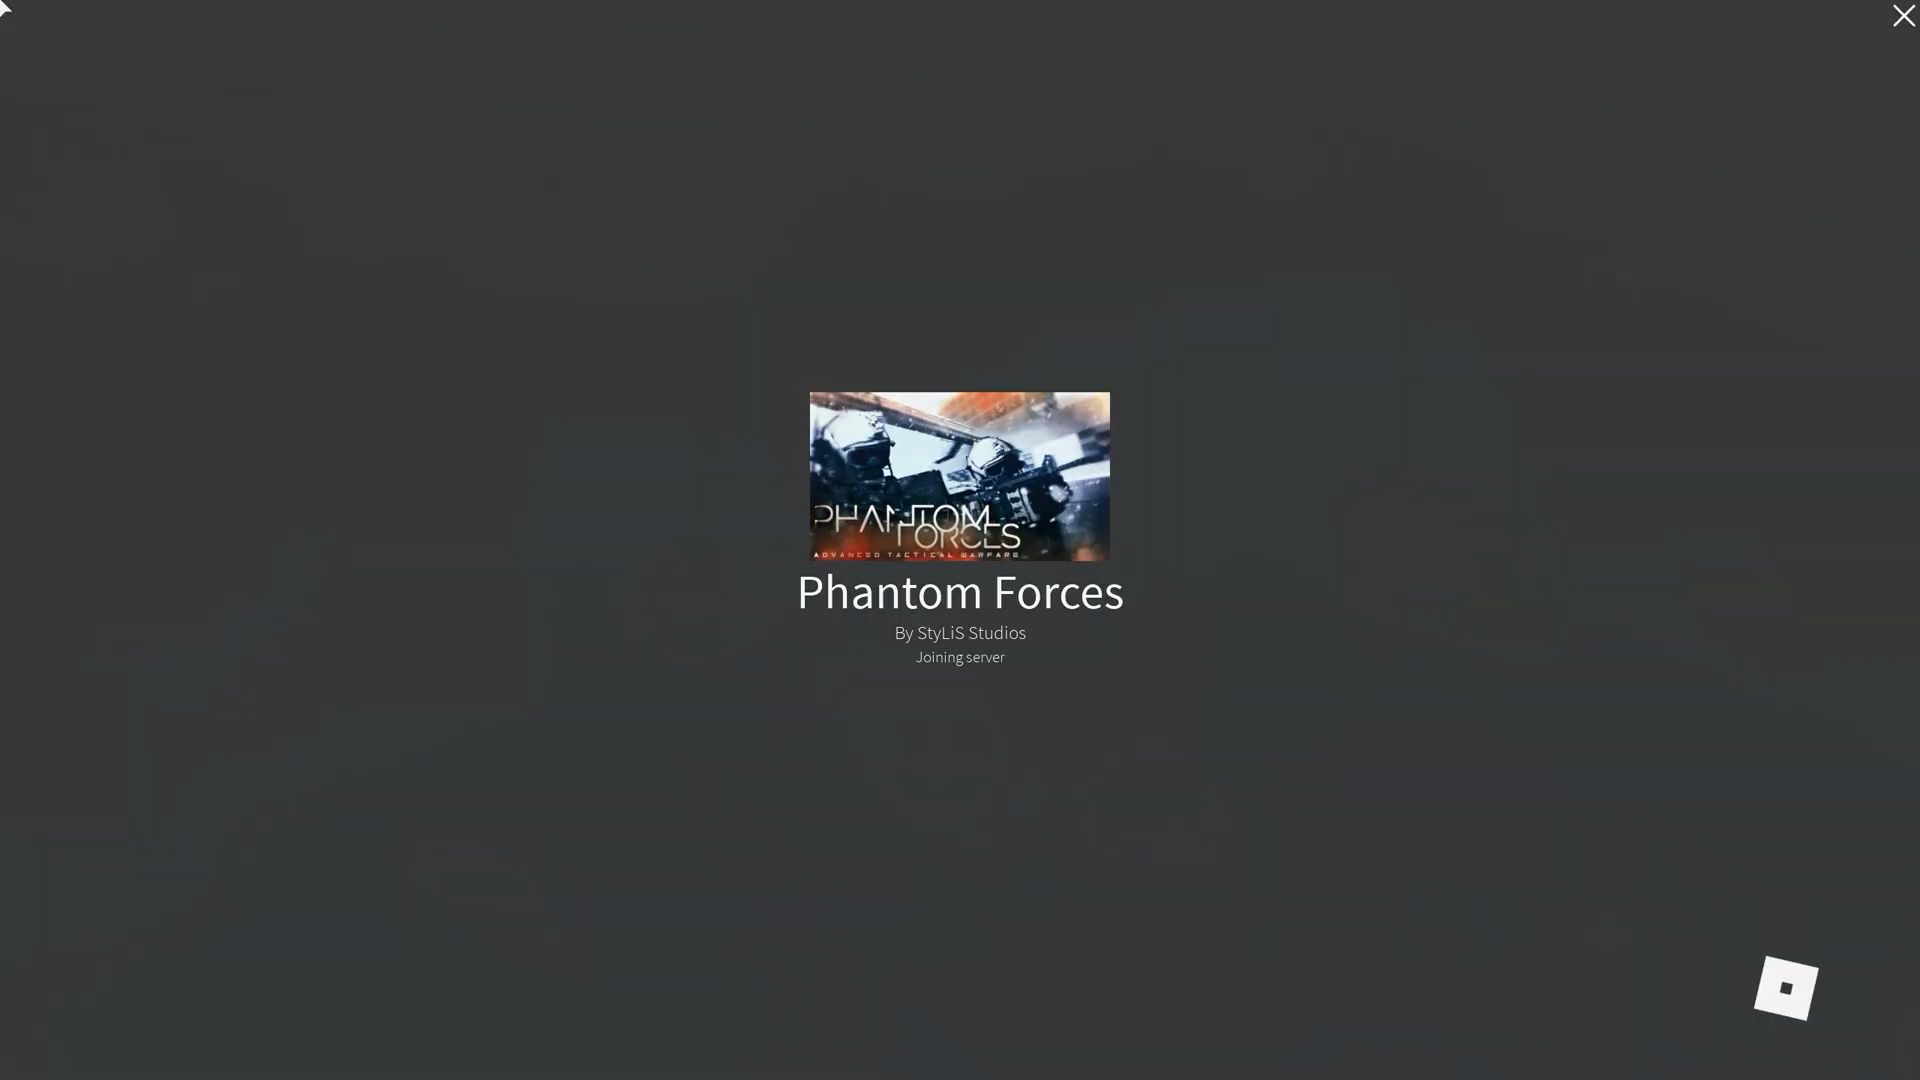 PHANTOM
FORCES
ADVANCED TACTICAL WARFARE
Phantom Forces
By StyLiS Studios
Joining server